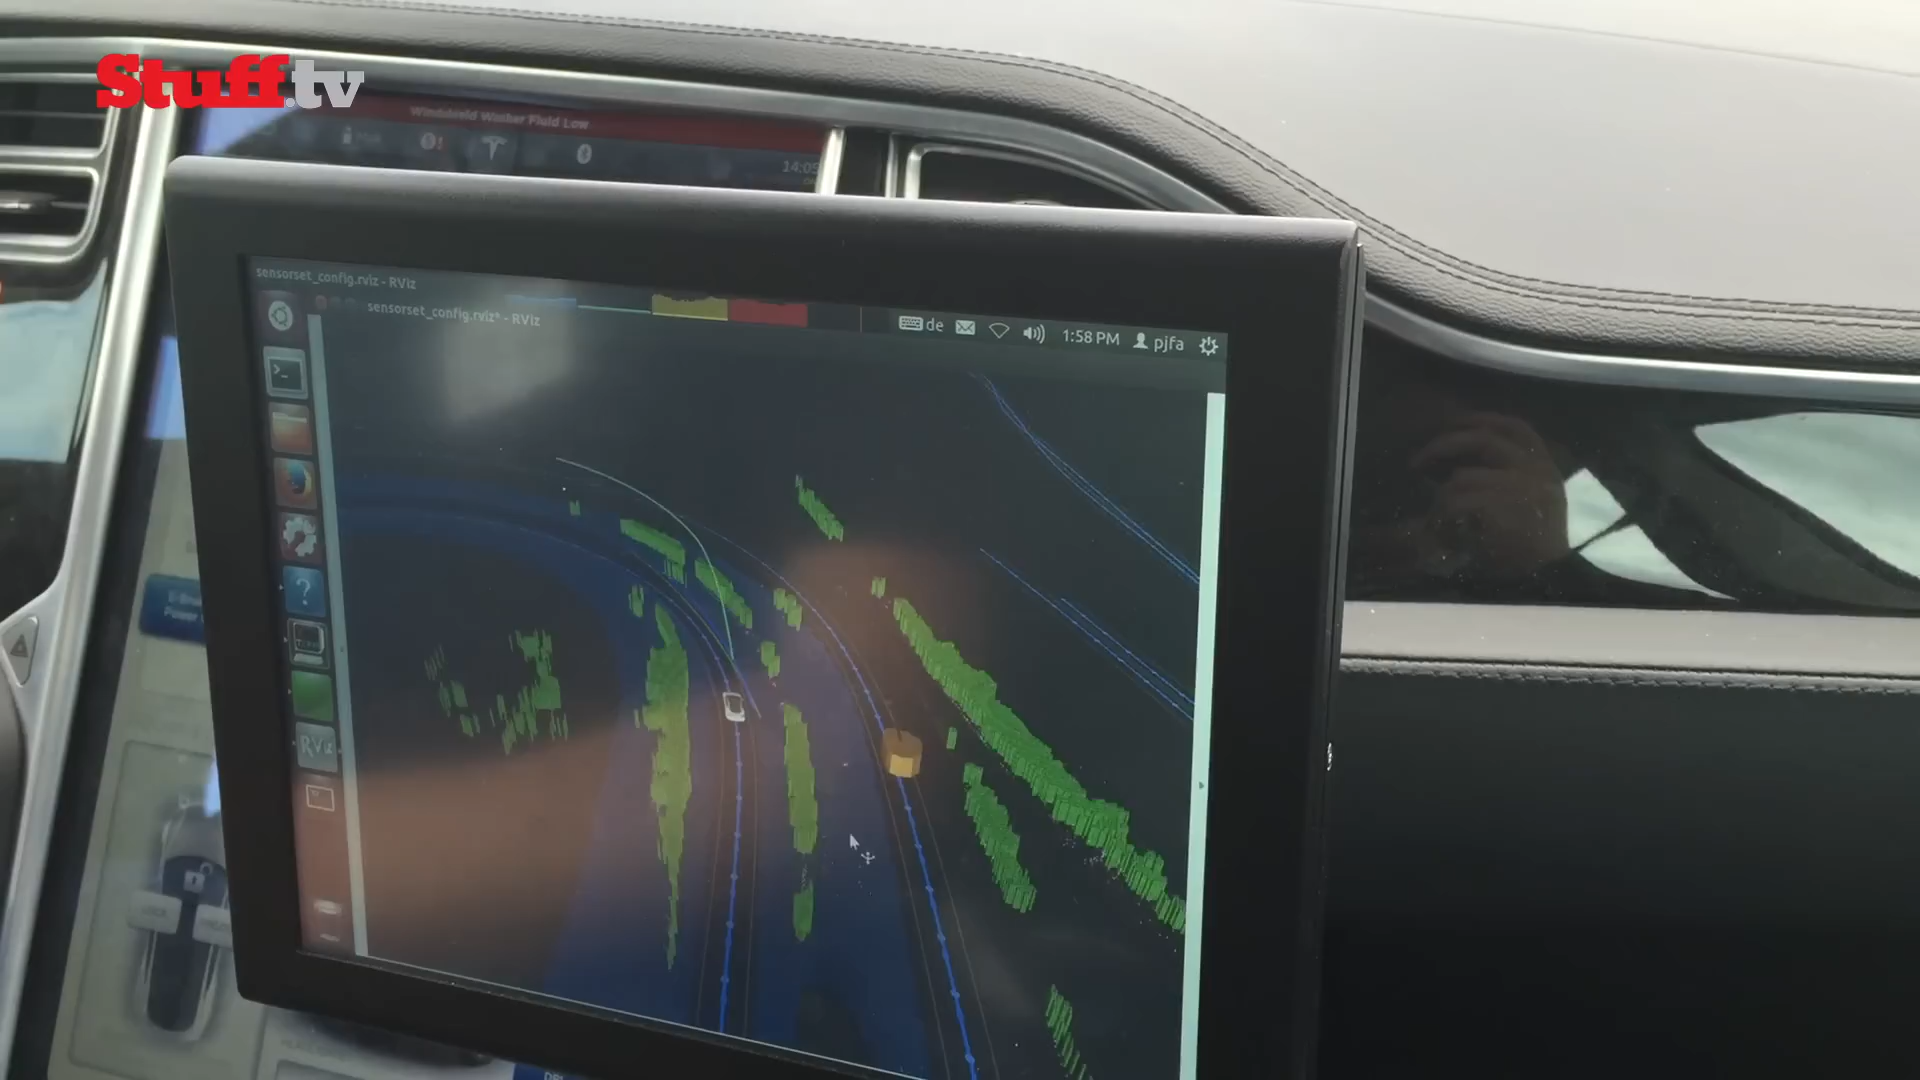 Stuff.tv
Windshield Washer Fluid Low
14:05
sensorset_config.rviz - RViz
sensorset_config.rviz* - RViz
de
1:58 PM
pjfa
>_
?
RViz